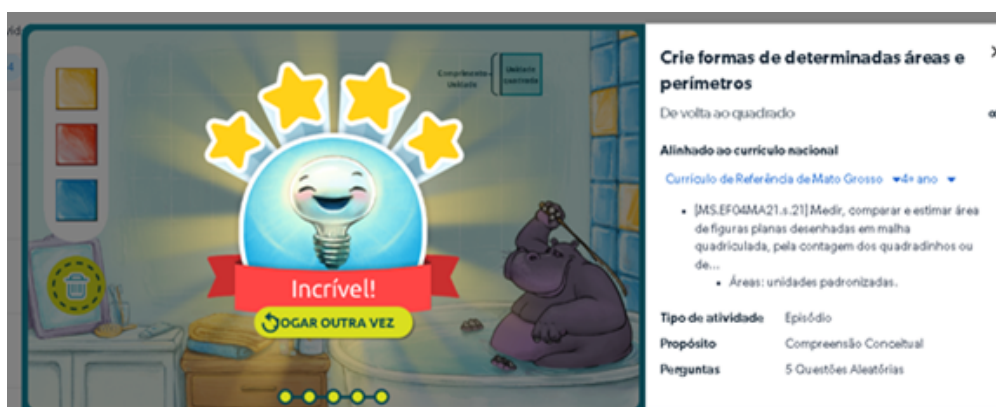 Comprimento
Unidade
Unidade
quadrada
Incrível!
JOGAR OUTRA VEZ
Crie formas de determinadas áreas e
perímetros
De volta ao quadrado
Alinhado ao currículo nacional
Currículo de Referência de Mato Grosso
4º ano
[MS.EF04MA21.s.21] Medir, comparar e estimar área
de figuras planas desenhadas em malha
quadriculada, pela contagem dos quadradinhos ou
de...
Áreas: unidades padronizadas.
Tipo de atividade Episódio
Propósito Compreensão Conceitual
Perguntas 5 Questões Aleatórias